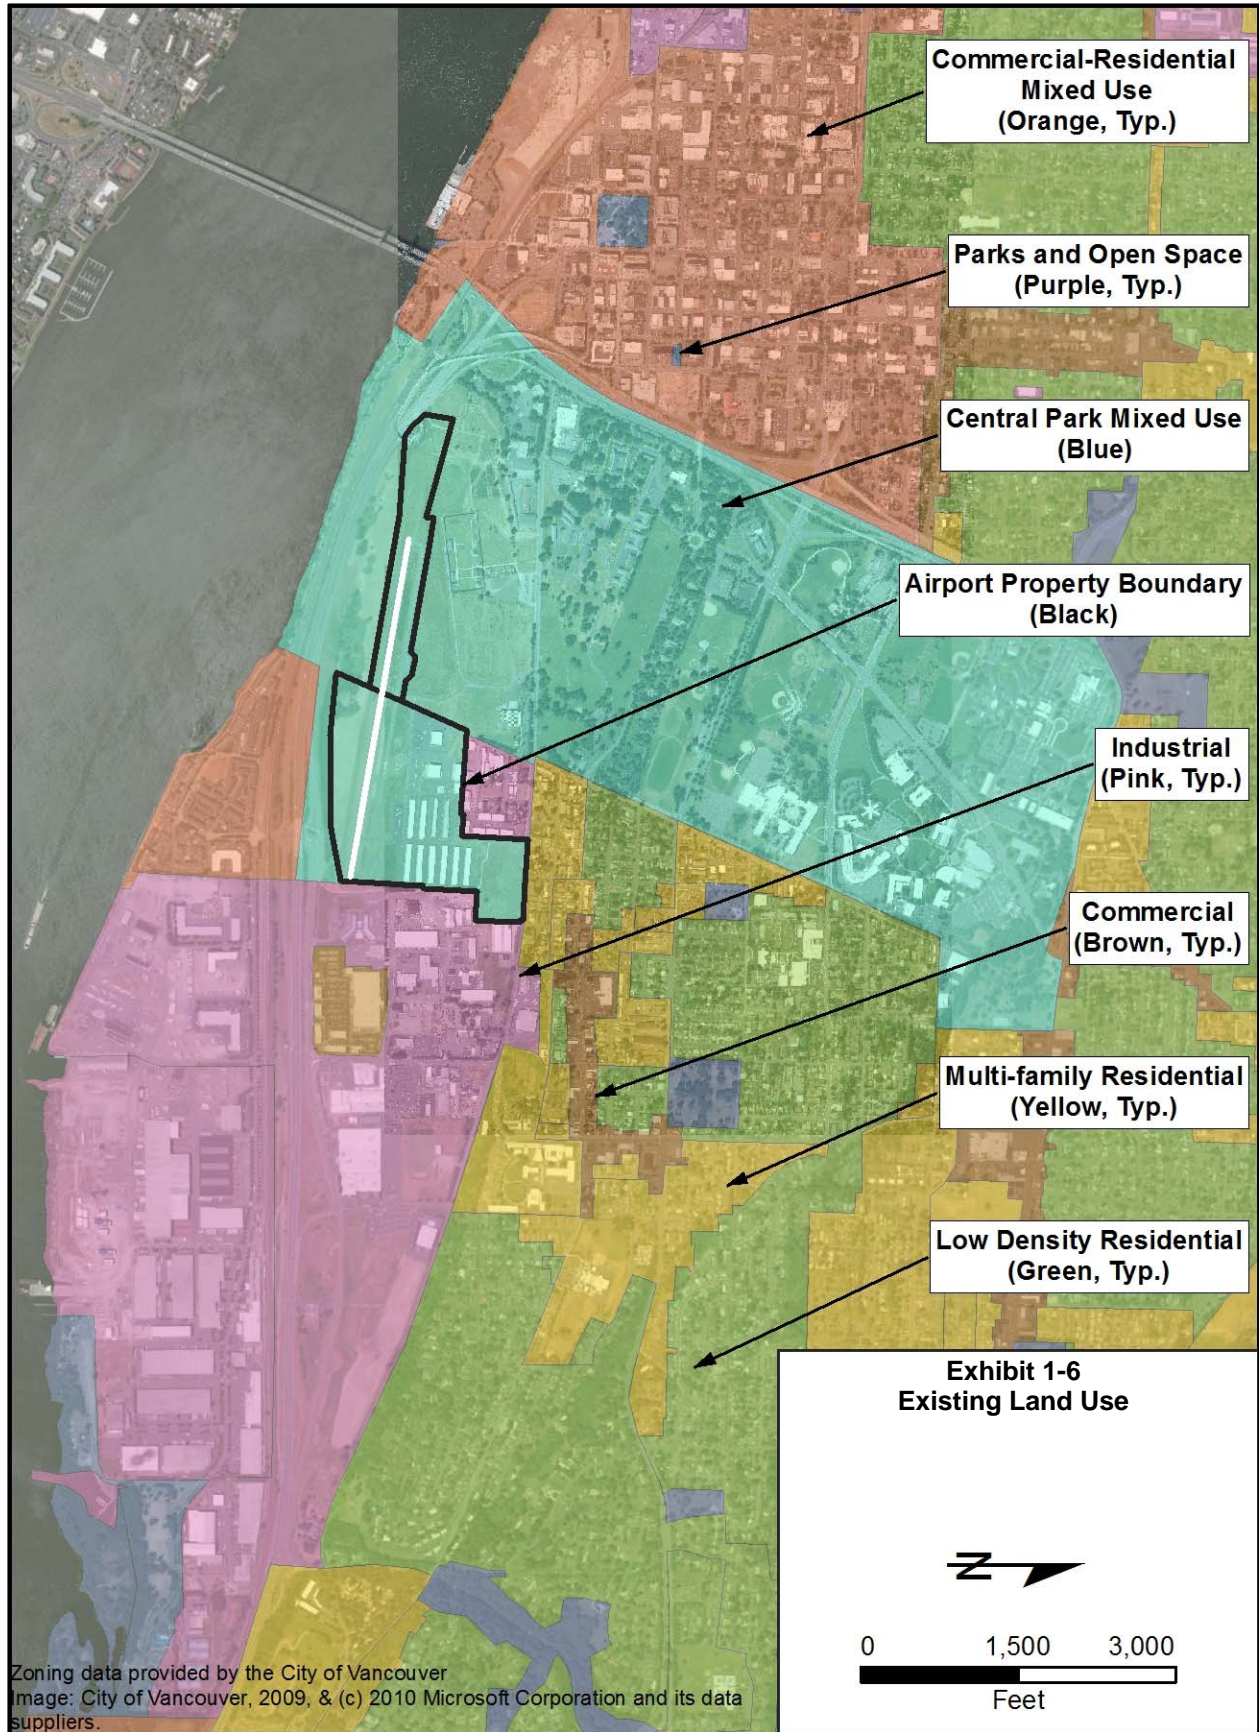 Commercial-Residential
Mixed Use
(Orange, Typ.)
Parks and Open Space
(Purple, Typ.)
Central Park Mixed Use
(Blue)
Airport Property Boundary
(Black)
Industrial
(Pink, Typ.)
Commercial
(Brown, Typ.)
Multi-family Residential
(Yellow, Typ.)
Low Density Residential
(Green, Typ.)
Exhibit 1-6
Existing Land Use
N
0 1,500 3,000
Feet
Zoning data provided by the City of Vancouver
Image: City of Vancouver, 2009, & (c) 2010 Microsoft Corporation and its data
suppliers.